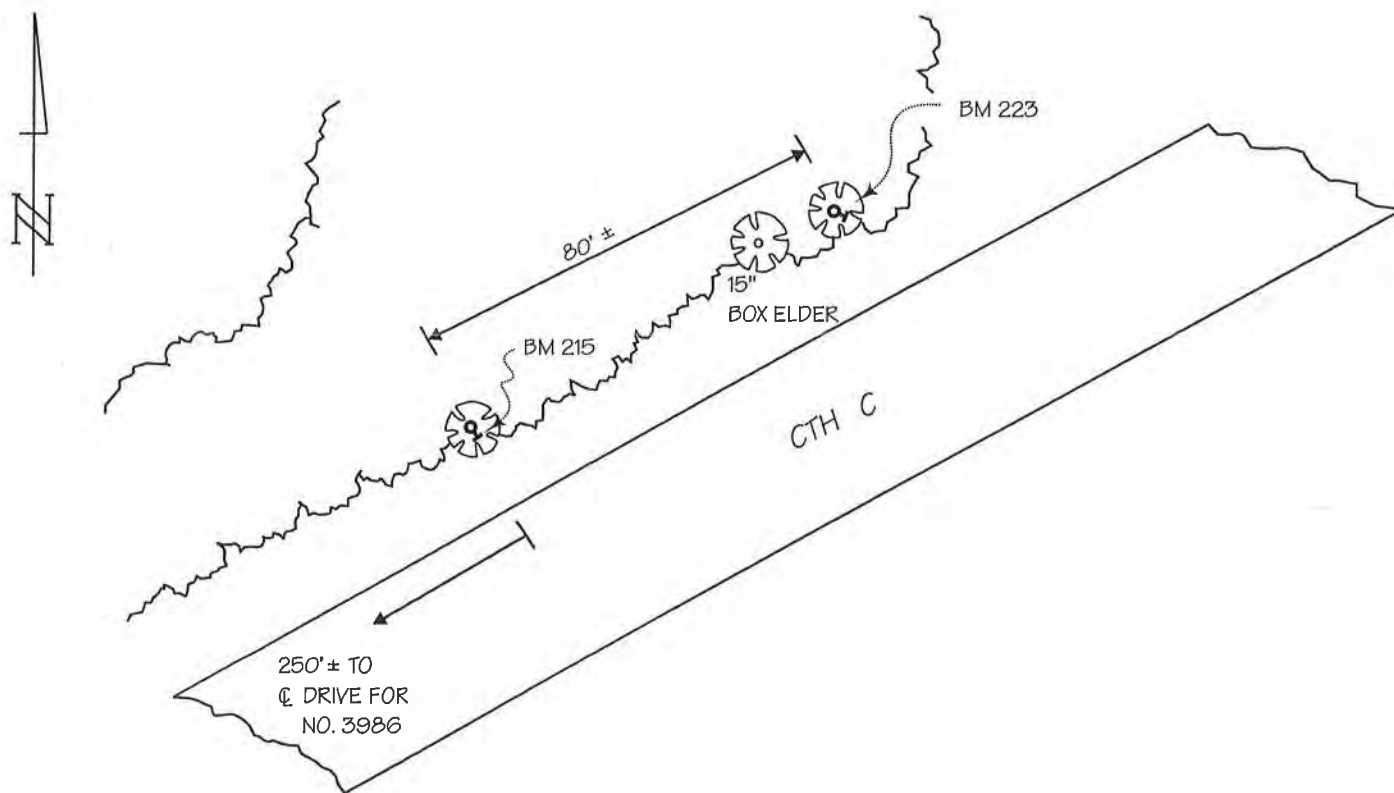 BM 223
N
80' ±
15"
BOX ELDER
BM 215
CTH C
250' ± TO
℄ DRIVE FOR
NO. 3986